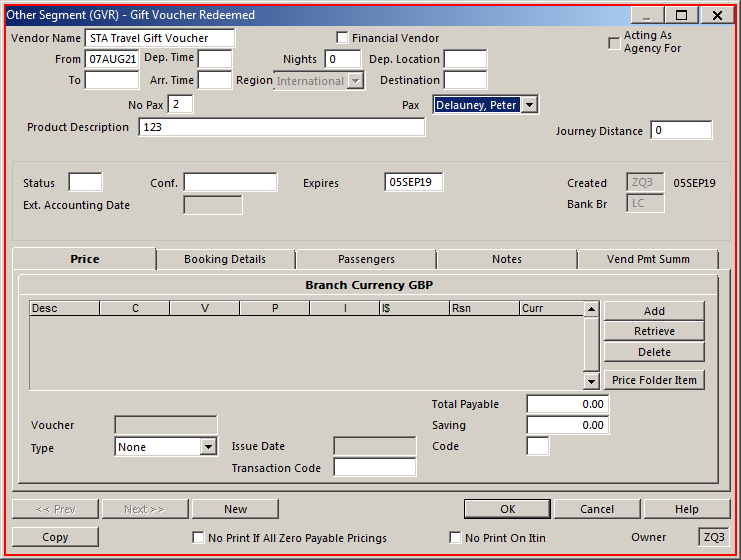 Other Segment (GVR) - Gift Voucher Redeemed
Vendor Name STA Travel Gift Voucher Financial Vendor Acting As Agency For
From 07AUG21 Dep. Time Nights 0 Dep. Location
To Arr. Time Region International Destination
No Pax 2 Pax Delauney, Peter
Product Description 123 Journey Distance 0
Status Conf. Expires 05SEP19 Created ZQ3 05SEP19
Ext. Accounting Date Bank Br LC
Price Booking Details Passengers Notes Vend Pmt Summ
Branch Currency GBP
Desc C V P I I$ Rsn Curr
Add
Retrieve
Delete
Price Folder Item
Total Payable 0.00
Voucher Saving 0.00
Type None Issue Date Code
Transaction Code
<< Prev Next >> New OK Cancel Help
Copy No Print If All Zero Payable Pricings No Print On Itin Owner ZQ3